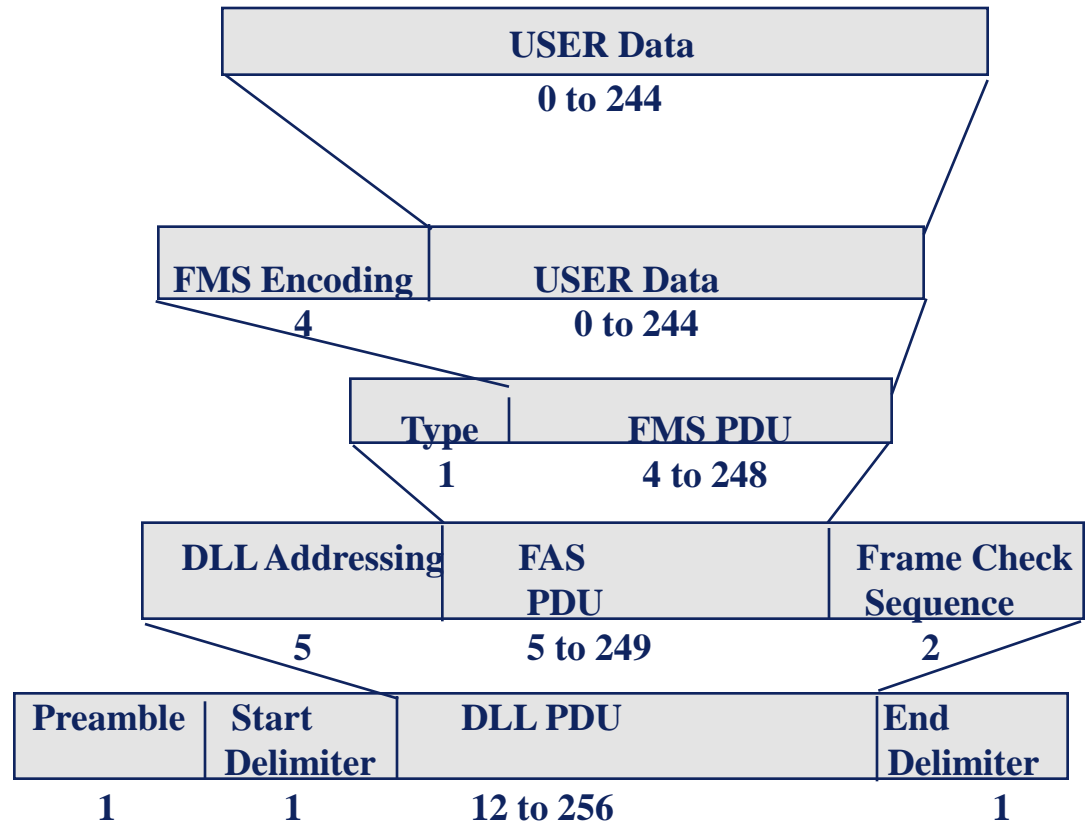 USER Data
0 to 244
FMS Encoding USER Data
4 0 to 244
Type FMS PDU
1 4 to 248
DLL Addressing FAS Frame Check
PDU Sequence
5 5 to 249 2
Preamble Start DLL PDU End
Delimiter Delimiter
1 1 12 to 256 1